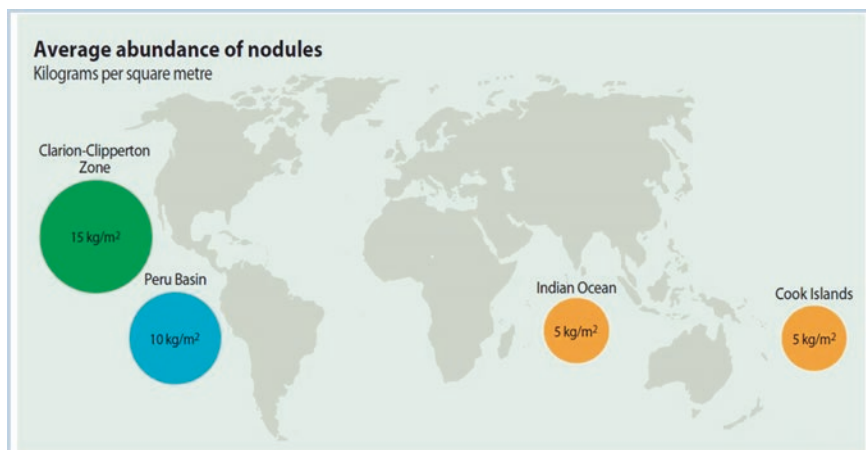 Average abundance of nodules
Kilograms per square metre
Clarion-Clipperton
Zone
15 kg/m²
Peru Basin
10 kg/m²
Indian Ocean
5 kg/m²
Cook Islands
5 kg/m²